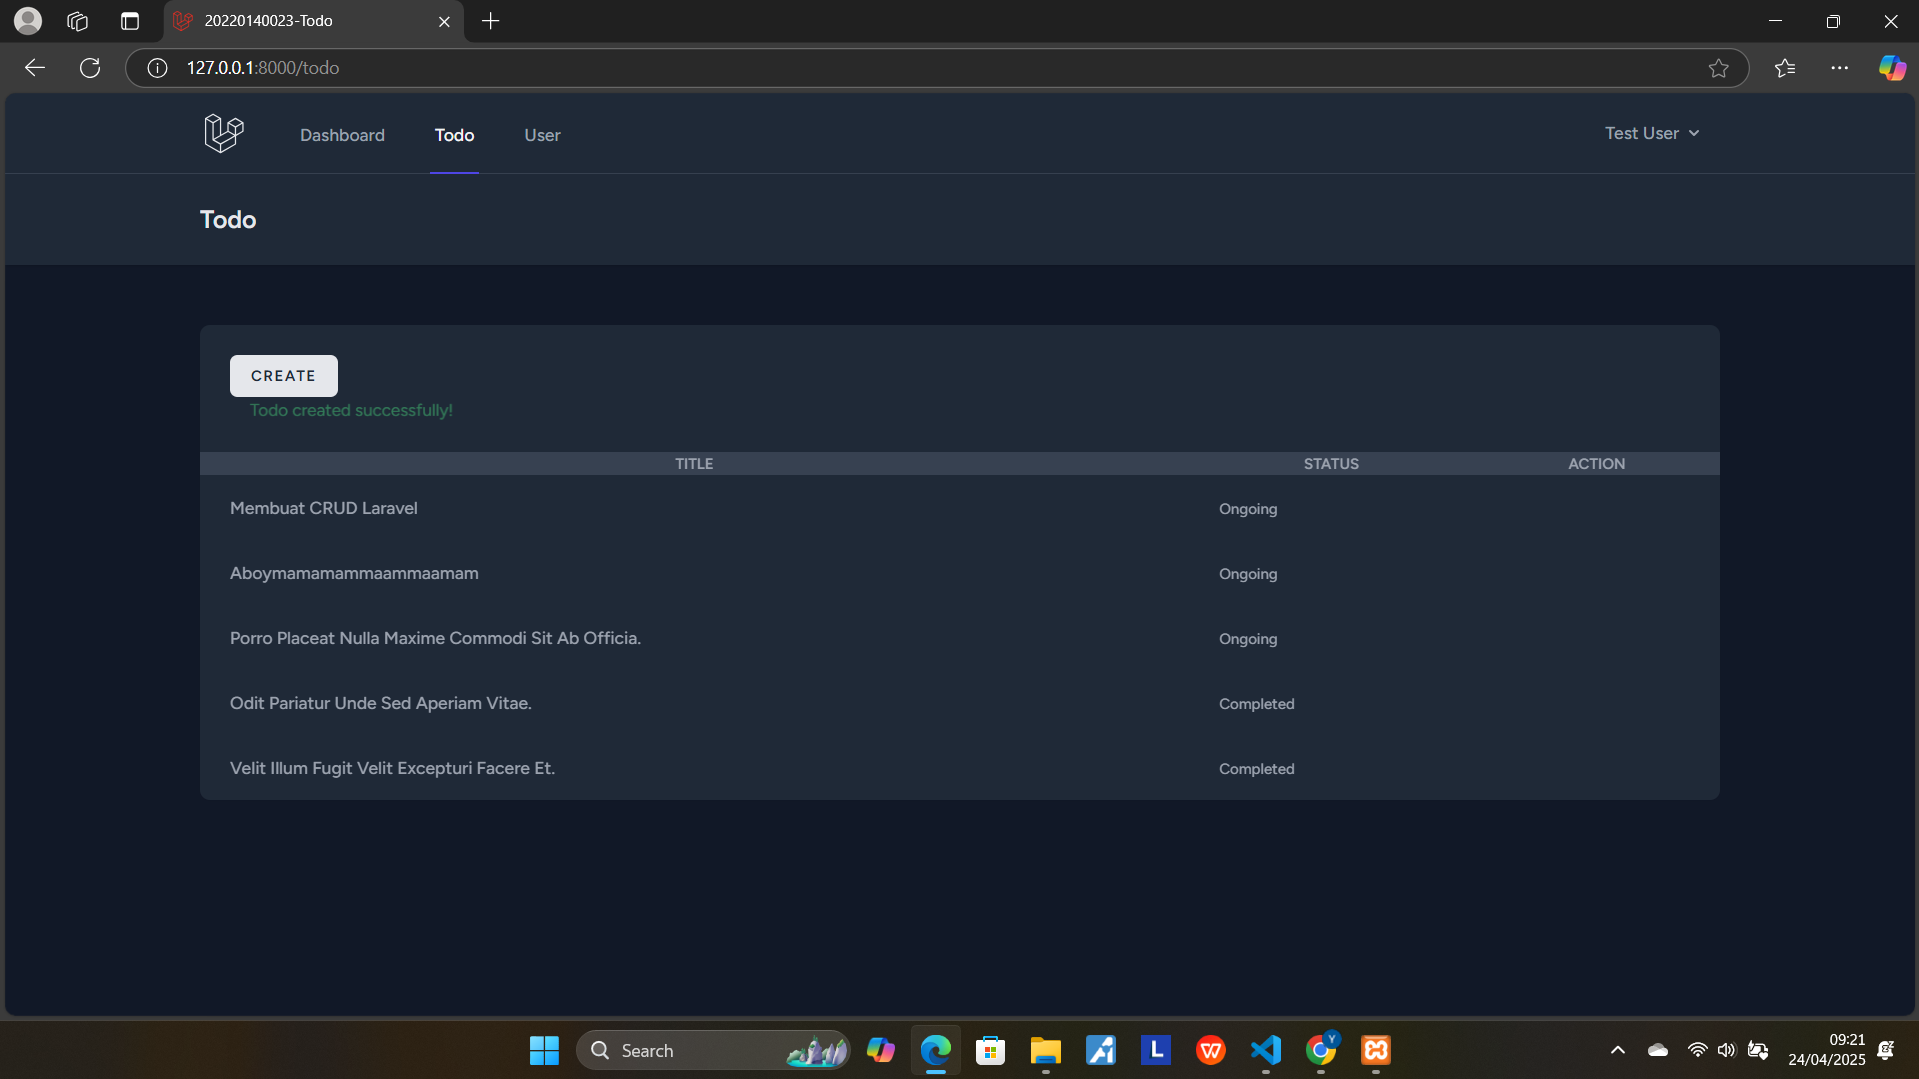 20220140023-Todo
127.0.0.1:8000/todo
Dashboard Todo User Test User
Todo
CREATE
Todo created successfully!
TITLE STATUS ACTION
Membuat CRUD Laravel Ongoing
Aboymamamammaammaamam Ongoing
Porro Placeat Nulla Maxime Commodi Sit Ab Officia. Ongoing
Odit Pariatur Unde Sed Aperiam Vitae. Completed
Velit Illum Fugit Velit Excepturi Facere Et. Completed
Search L W Y 09:21
24/04/2025